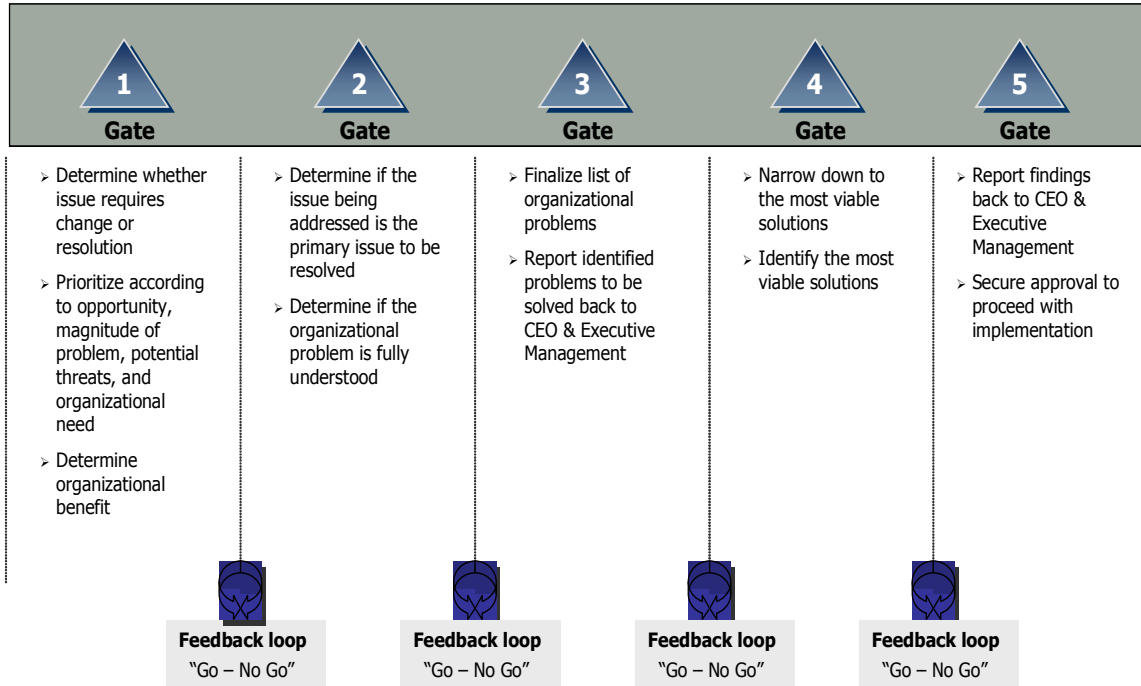 1
Gate
2
Gate
3
Gate
4
Gate
5
Gate
➢ Determine whether
issue requires
change or
resolution
➢ Prioritize according
to opportunity,
magnitude of
problem, potential
threats, and
organizational
need
➢ Determine
organizational
benefit
➢ Determine if the
issue being
addressed is the
primary issue to be
resolved
➢ Determine if the
organizational
problem is fully
understood
➢ Finalize list of
organizational
problems
➢ Report identified
problems to be
solved back to
CEO & Executive
Management
➢ Narrow down to
the most viable
solutions
➢ Identify the most
viable solutions
➢ Report findings
back to CEO &
Executive
Management
➢ Secure approval to
proceed with
implementation
Feedback loop
“Go – No Go”
Feedback loop
“Go – No Go”
Feedback loop
“Go – No Go”
Feedback loop
“Go – No Go”